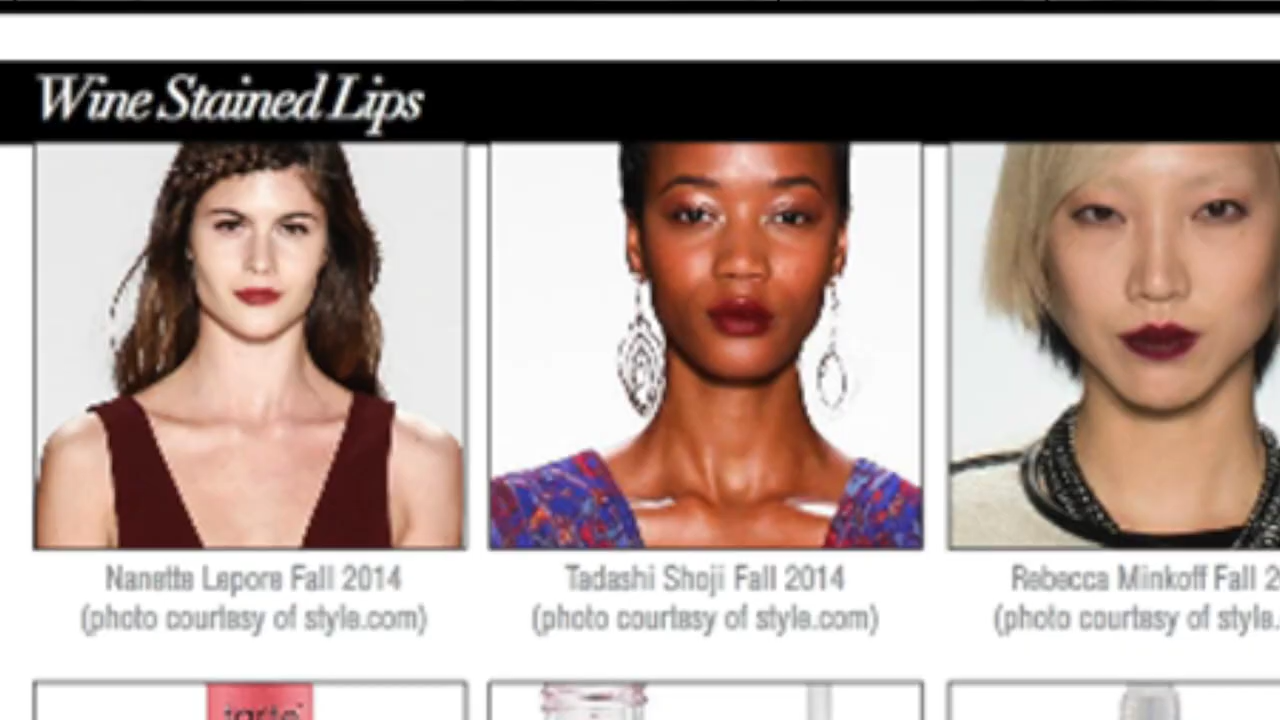 Wine Stained Lips
Nanette Lepore Fall 2014
(photo courtesy of style.com)
Tadashi Shoji Fall 2014
(photo courtesy of style.com)
Rebecca Minkoff Fall
(photo courtesy of style.